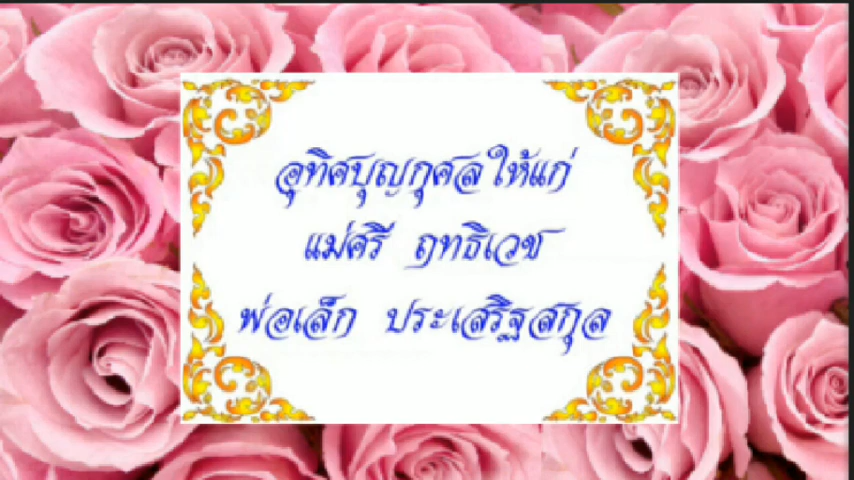 อุทิศบุญกุศลให้แก่
แม่ศรี ฤทธิเวช
พ่อเล็ก ประเสริฐสกุล